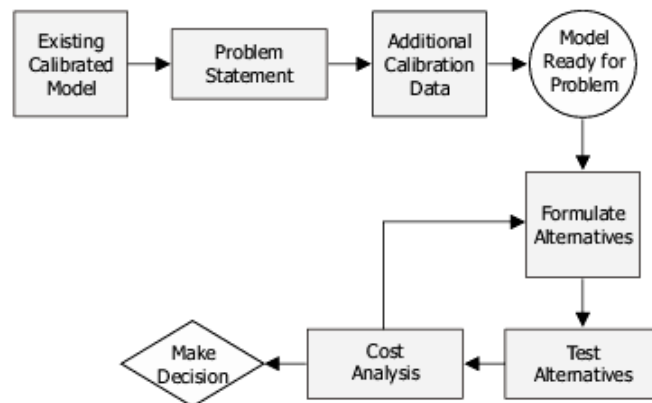 Existing
Calibrated
Model
Problem
Statement
Additional
Calibration
Data
Model
Ready for
Problem
Formulate
Alternatives
Test
Alternatives
Cost
Analysis
Make
Decision